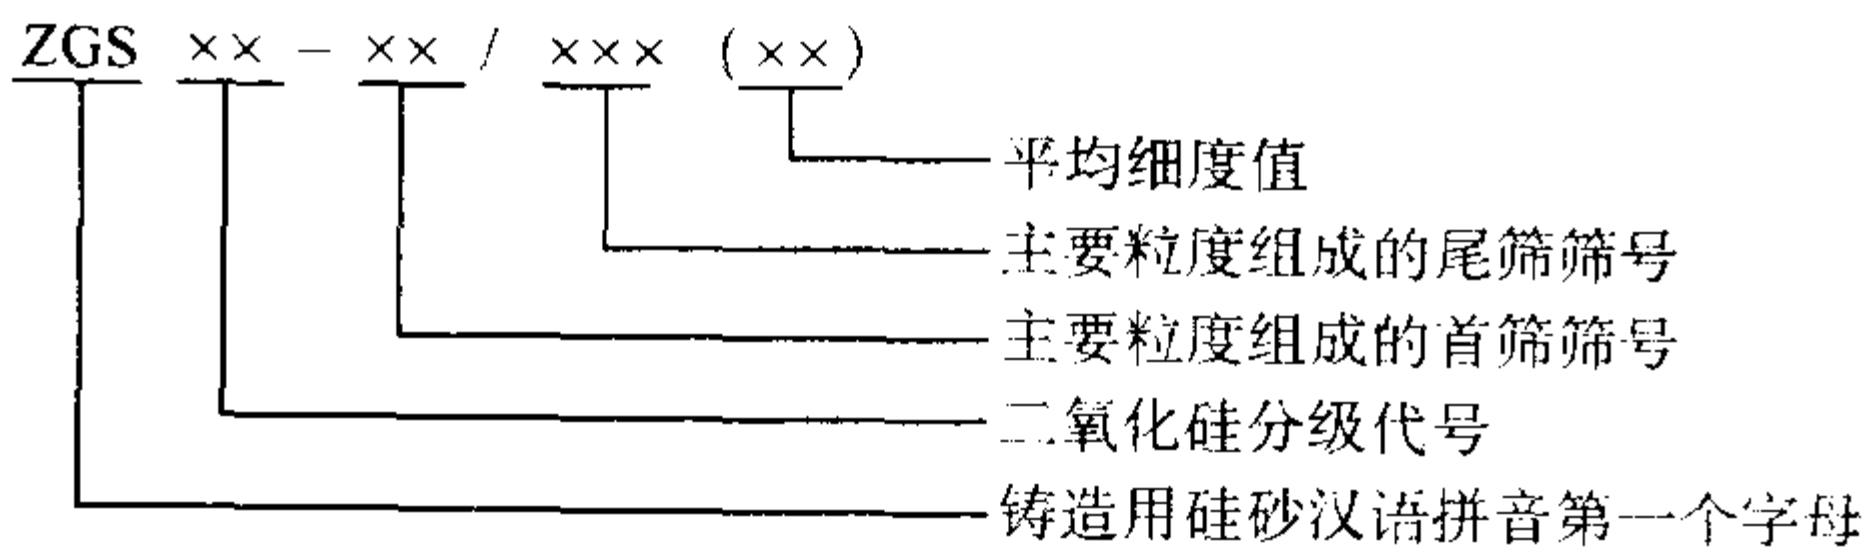 ZGS ×× – ×× / ××× (××)
平均细度值
主要粒度组成的尾筛筛号
主要粒度组成的首筛筛号
二氧化硅分级代号
铸造用硅砂汉语拼音第一个字母